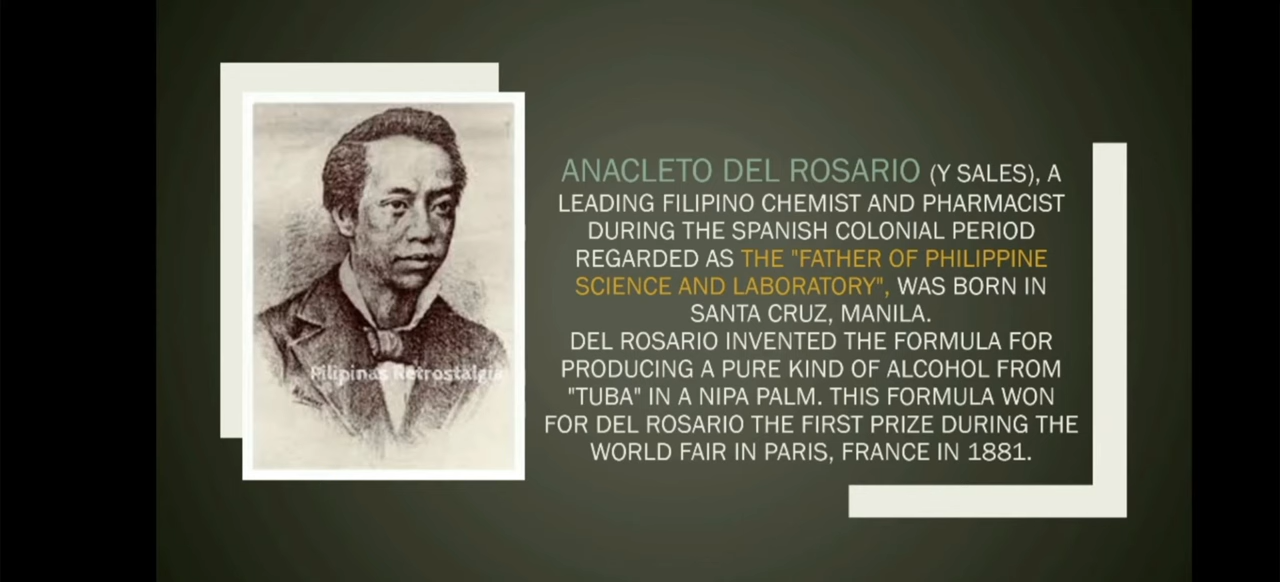 ANACLETO DEL ROSARIO (Y SALES), A
LEADING FILIPINO CHEMIST AND PHARMACIST
DURING THE SPANISH COLONIAL PERIOD
REGARDED AS THE "FATHER OF PHILIPPINE
SCIENCE AND LABORATORY", WAS BORN IN
SANTA CRUZ, MANILA.
DEL ROSARIO INVENTED THE FORMULA FOR
PRODUCING A PURE KIND OF ALCOHOL FROM
"TUBA" IN A NIPA PALM. THIS FORMULA WON
FOR DEL ROSARIO THE FIRST PRIZE DURING THE
WORLD FAIR IN PARIS, FRANCE IN 1881.
Pilipinas Retrostalgia